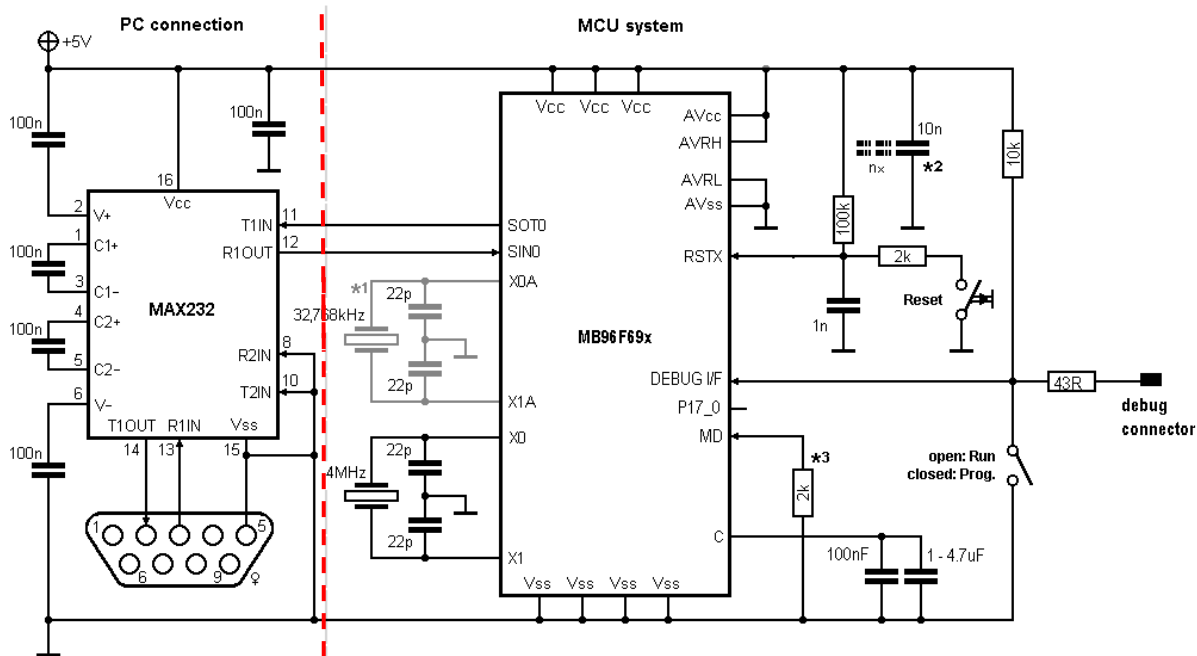 PC connection
MCU system
+5V
100n
100n
16
Vcc
2
V+
1
C1+
100n
3
C1−
4
C2+
100n
5
C2−
6
V−
100n
MAX232
T1IN
11
R1OUT
12
8
R2IN
10
T2IN
T1OUT
R1IN
Vss
14
13
15
1
5
6
9
♀
*1
32,768kHz
22p
22p
4MHz
22p
22p
Vcc Vcc Vcc
AVcc
AVRH
AVRL
AVss
SOT0
SIN0
RSTX
X0A
MB96F69x
X1A
DEBUG I/F
P17_0
X0
MD
X1
C
Vss Vss Vss Vss
100k
10n
nx
*2
10k
2k
Reset
1n
43R
debug
connector
*3
2k
open: Run
closed: Prog.
100nF
1 - 4.7uF